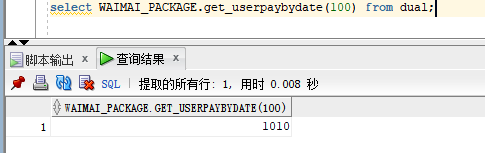 select WAIMAI_PACKAGE.get_userpaybydate(100) from dual;
脚本输出 × 查询结果 ×
SQL | 提取的所有行: 1, 用时 0.008 秒
WAIMAI_PACKAGE.GET_USERPAYBYDATE(100)
1 1010